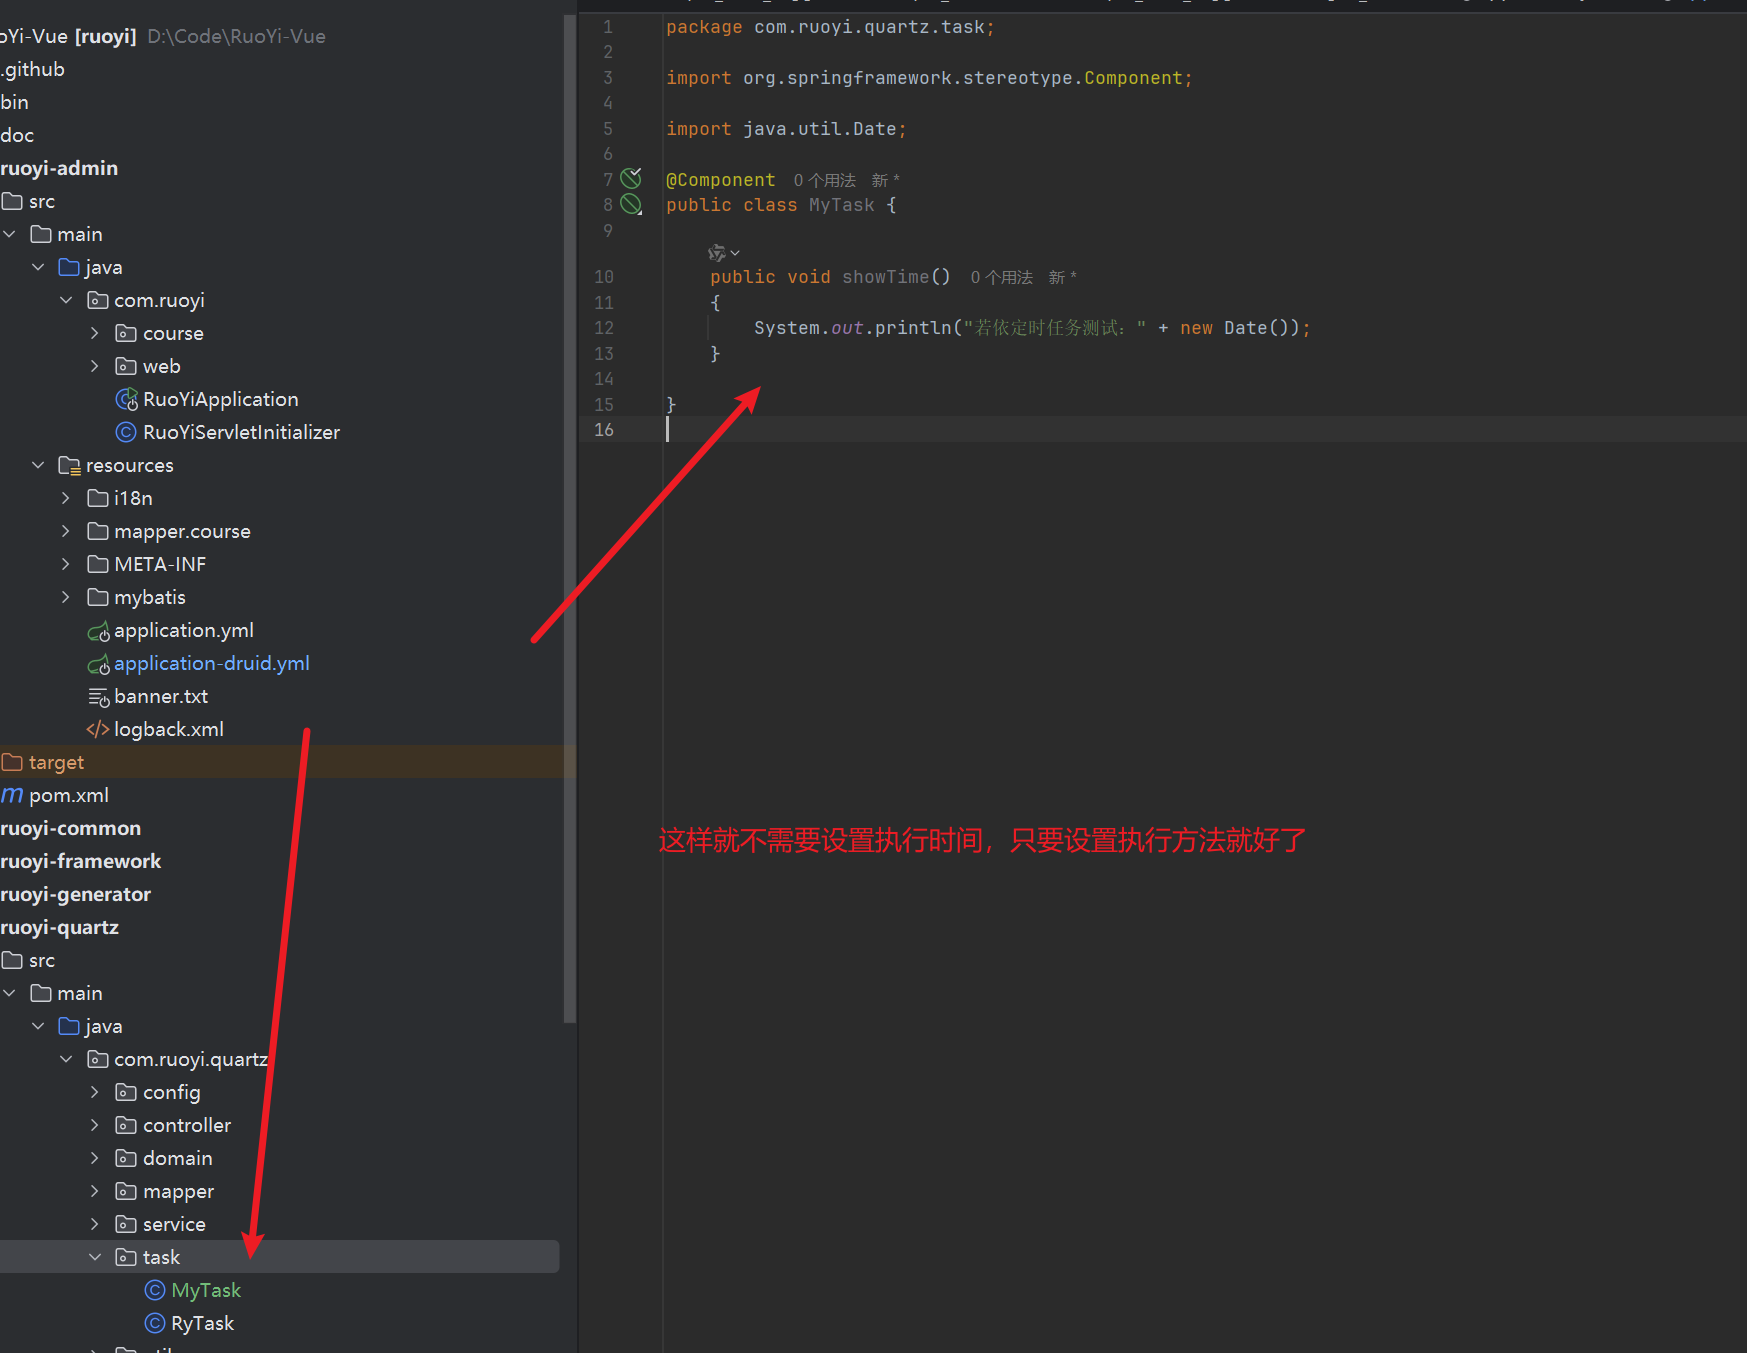 oYi-Vue [ruoyi] D:\Code\RuoYi-Vue
.github
bin
doc
ruoyi-admin
src
main
java
com.ruoyi
course
web
RuoYiApplication
RuoYiServletInitializer
resources
i18n
mapper.course
META-INF
mybatis
application.yml
application-druid.yml
banner.txt
logback.xml
target
pom.xml
ruoyi-common
ruoyi-framework
ruoyi-generator
ruoyi-quartz
src
main
java
com.ruoyi.quartz
config
controller
domain
mapper
service
task
MyTask
RyTask
1 package com.ruoyi.quartz.task;
2
3 import org.springframework.stereotype.Component;
4
5 import java.util.Date;
6
7 @Component 0 个用法 新 *
8 public class MyTask {
9
10 public void showTime() 0 个用法 新 *
11 {
12 System.out.println("若依定时任务测试：" + new Date());
13 }
14
15 }
16
这样就不需要设置执行时间，只要设置执行方法就好了